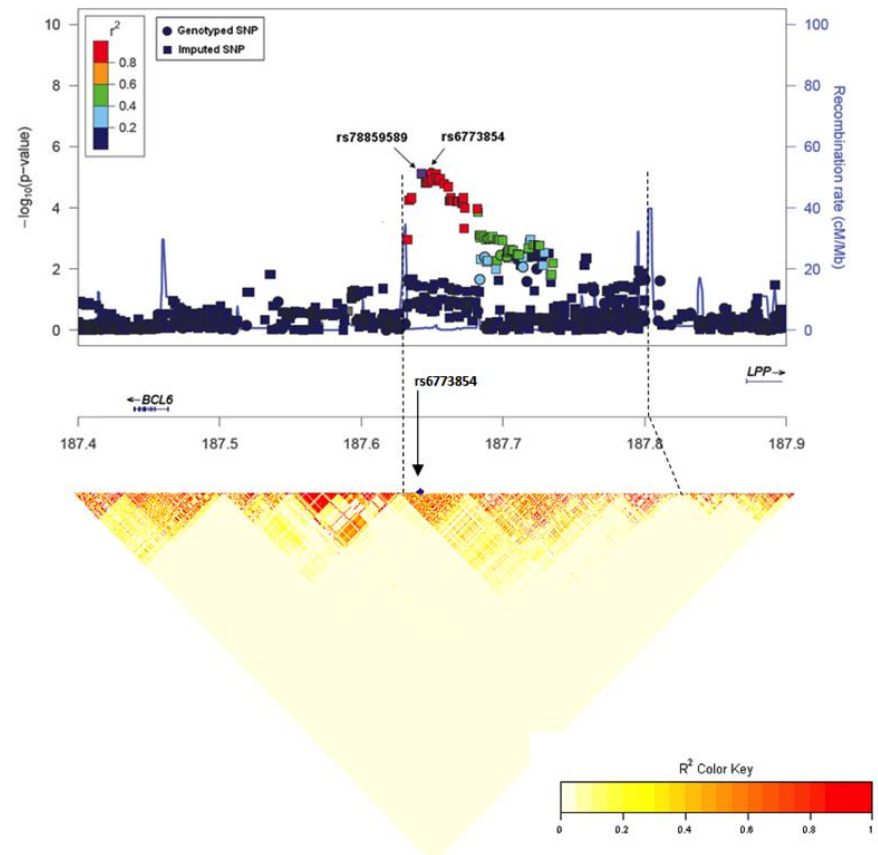 10
8
6
4
2
0
−log₁₀(p-value)
r²
0.8
0.6
0.4
0.2
Genotyped SNP
Imputed SNP
rs78859589
rs6773854
100
80
60
40
20
0
Recombination rate (cM/Mb)
←BCL6
rs6773854
LPP→
187.4 187.5 187.6 187.7 187.8 187.9
R² Color Key
0 0.2 0.4 0.6 0.8 1